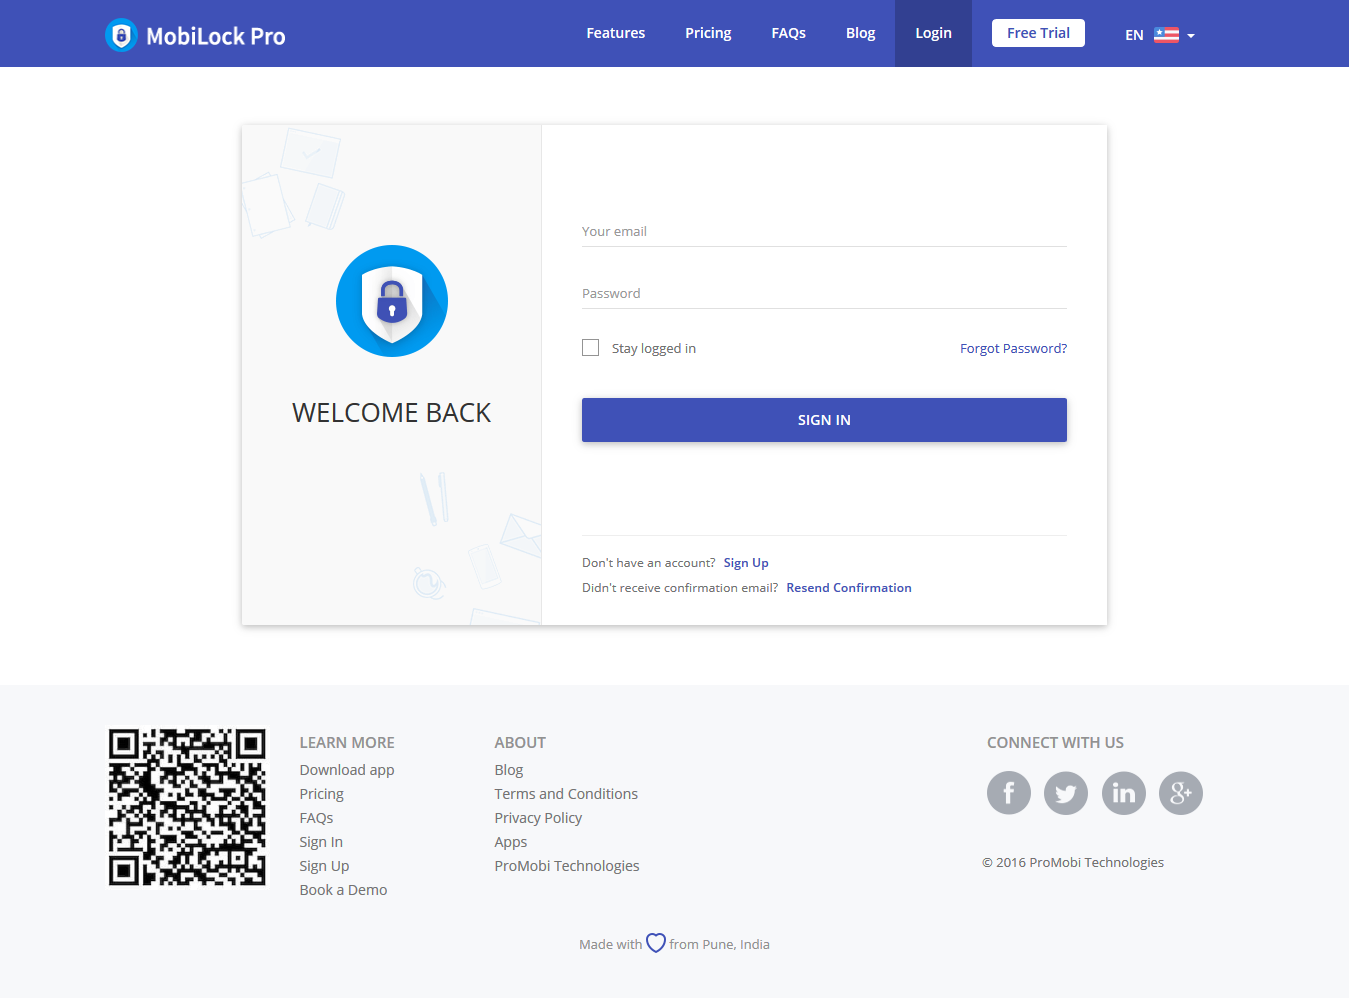 MobiLock Pro
Features
Pricing
FAQs
Blog
Login
Free Trial
EN
WELCOME BACK
Your email
Password
Stay logged in
Forgot Password?
SIGN IN
Don't have an account? Sign Up
Didn't receive confirmation email? Resend Confirmation
LEARN MORE
Download app
Pricing
FAQs
Sign In
Sign Up
Book a Demo
ABOUT
Blog
Terms and Conditions
Privacy Policy
Apps
ProMobi Technologies
CONNECT WITH US
f
in
g+
© 2016 ProMobi Technologies
Made with from Pune, India